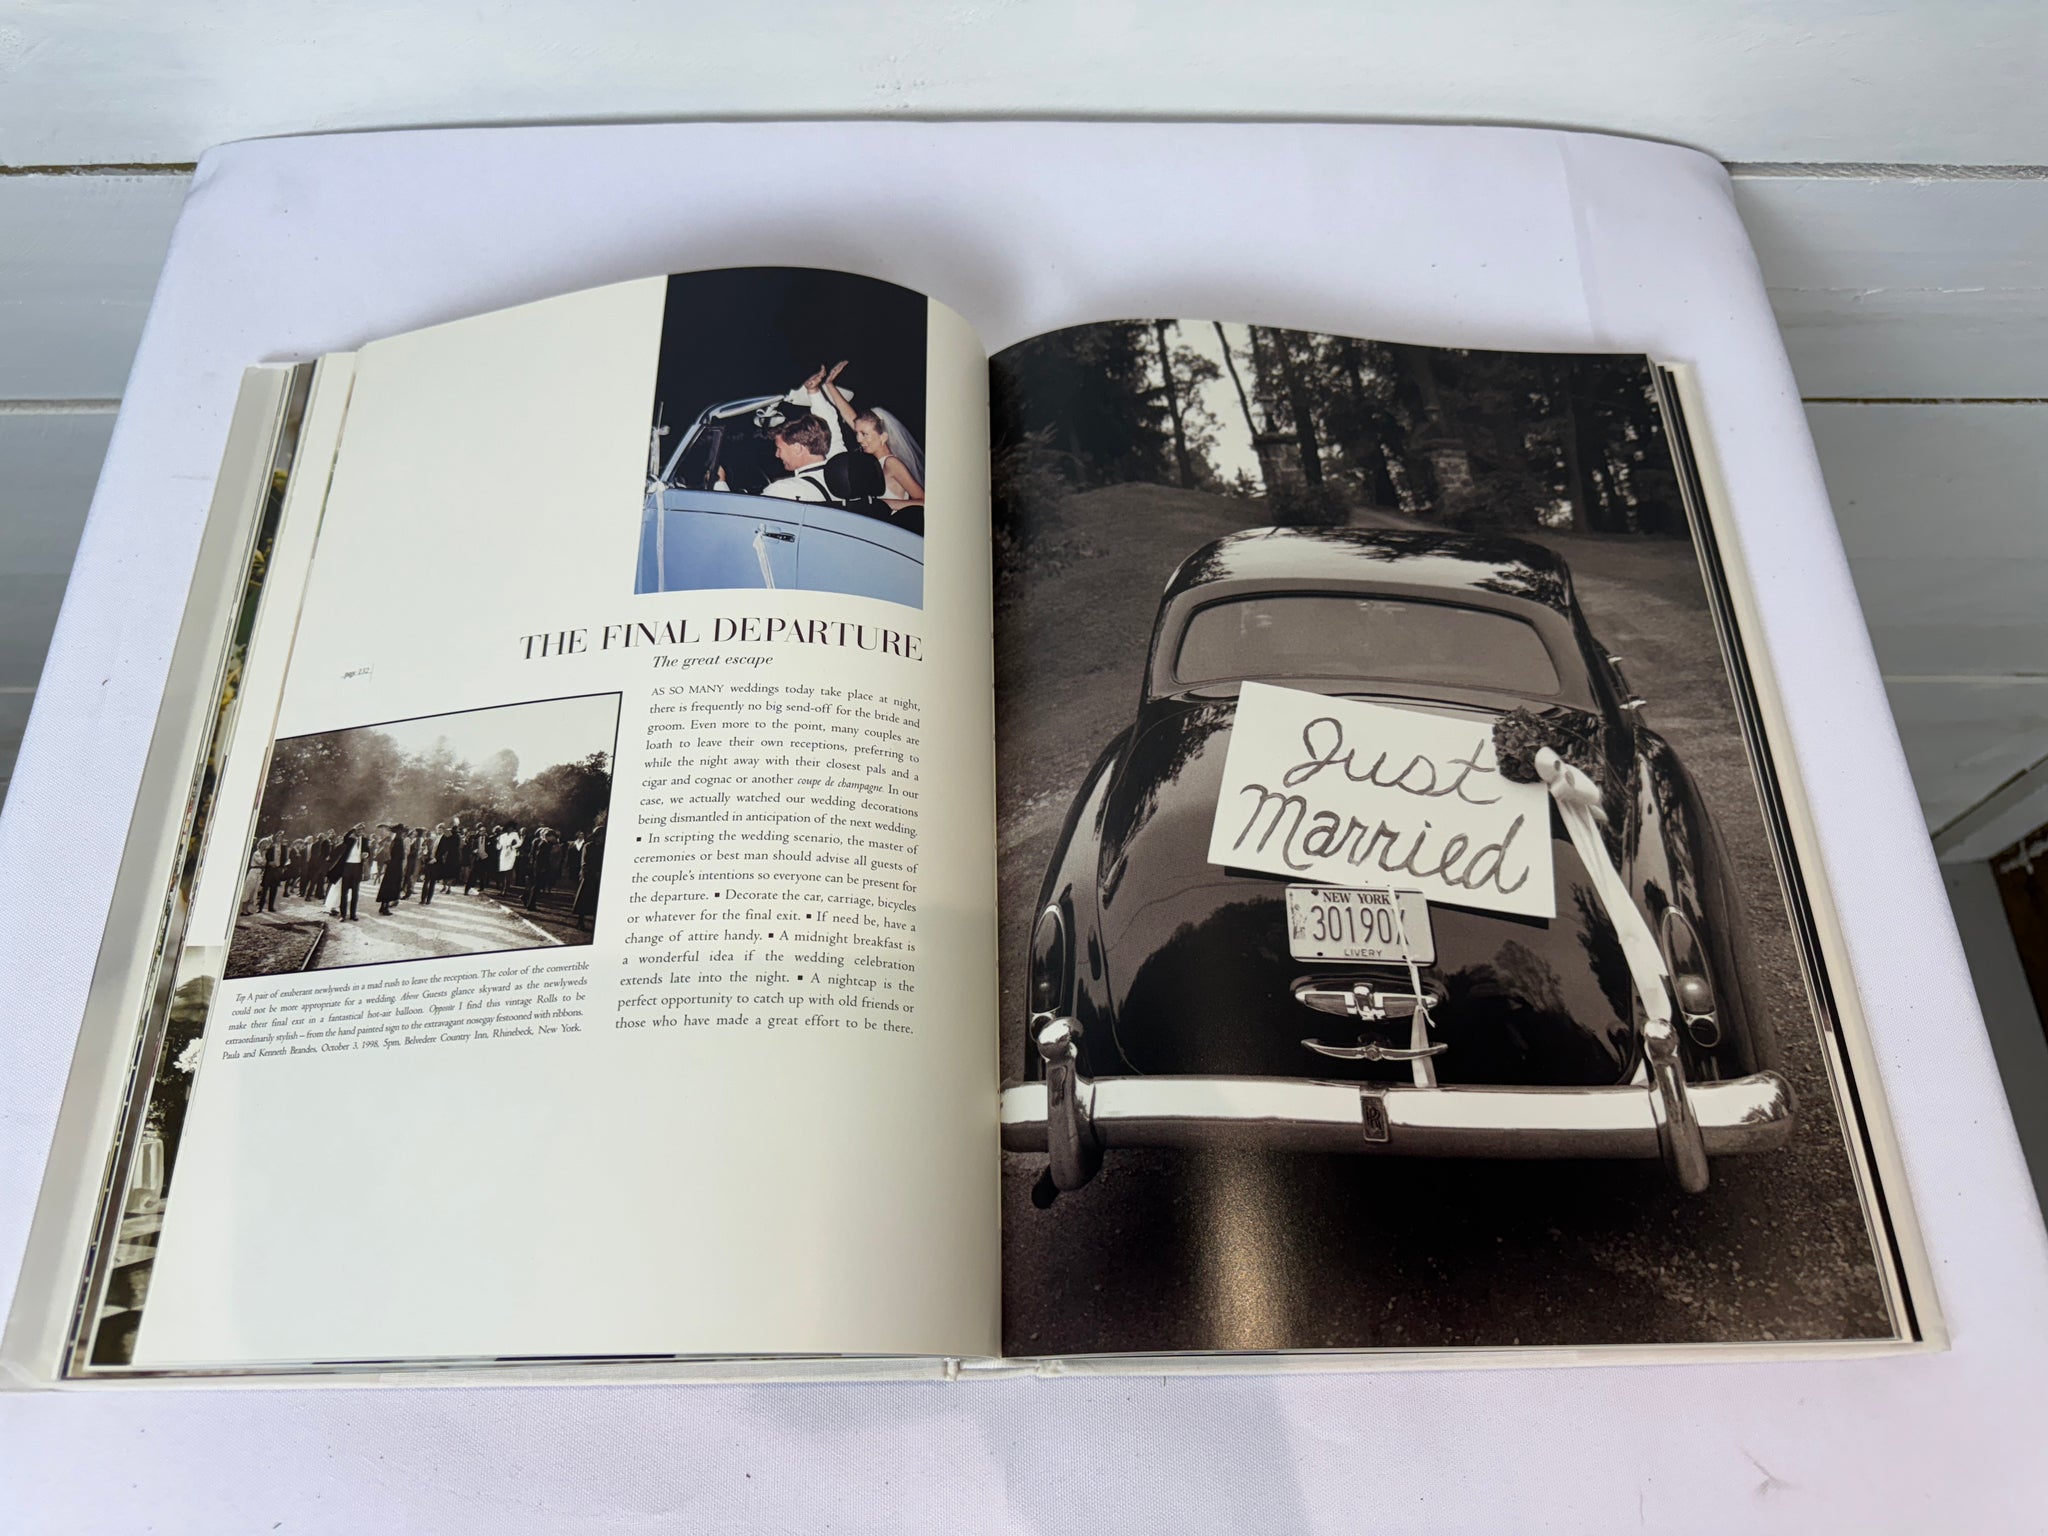 THE FINAL DEPARTURE
The great escape
page 232
AS SO MANY weddings today take place at night,
there is frequently no big send-off for the bride and
groom. Even more to the point, many couples are
loath to leave their own receptions, preferring to
while the night away with their closest pals and a
cigar and cognac or another coupe de champagne. In our
case, we actually watched our wedding decorations
being dismantled in anticipation of the next wedding.
▪ In scripting the wedding scenario, the master of
ceremonies or best man should advise all guests of
the couple's intentions so everyone can be present for
the departure. ▪ Decorate the car, carriage, bicycles
or whatever for the final exit. ▪ If need be, have a
change of attire handy. ▪ A midnight breakfast is
a wonderful idea if the wedding celebration
extends late into the night. ▪ A nightcap is the
perfect opportunity to catch up with old friends or
those who have made a great effort to be there.
Top A pair of exuberant newlyweds in a mad rush to leave the reception. The color of the convertible
could not be more appropriate for a wedding. Above Guests glance skyward as the newlyweds
make their final exit in a fantastical hot-air balloon. Opposite I find this vintage Rolls to be
extraordinarily stylish – from the hand painted sign to the extravagant nosegay festooned with ribbons.
Paula and Kenneth Brandes, October 3, 1998, 5pm, Belvedere Country Inn, Rhinebeck, New York.
Just
Married
NEW YORK
30190X
LIVERY
RR